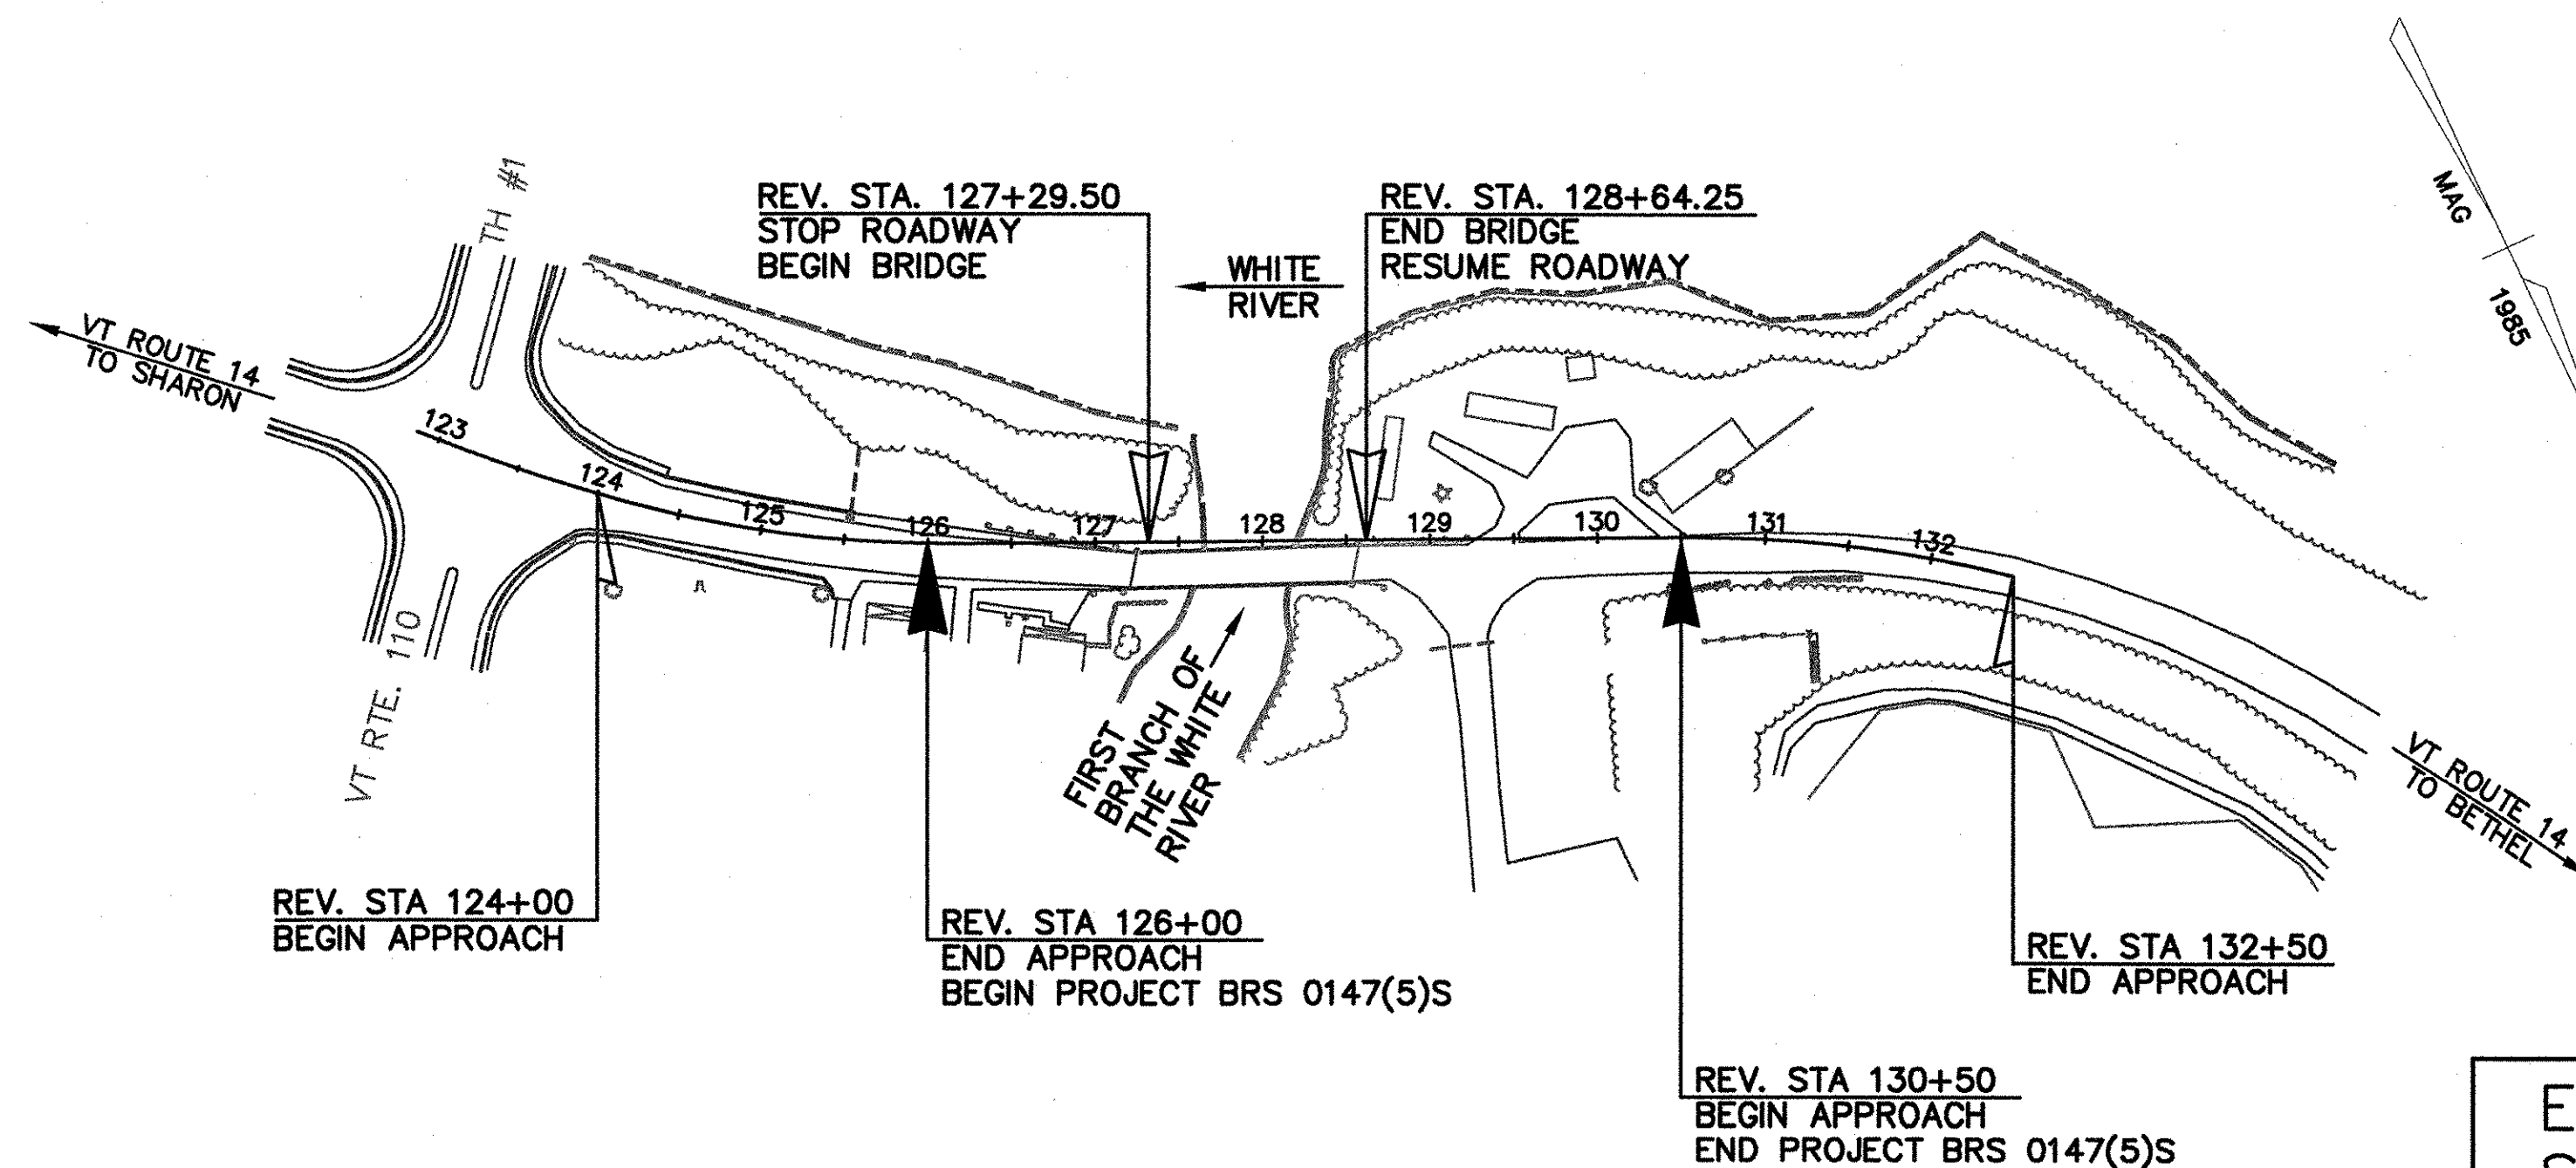 TH #1
REV. STA. 127+29.50
STOP ROADWAY
BEGIN BRIDGE
WHITE
RIVER
REV. STA. 128+64.25
END BRIDGE
RESUME ROADWAY
MAG
1985
VT ROUTE 14
TO SHARON
123
124
125
126
127
128
129
130
131
132
VT RTE. 110
FIRST
BRANCH OF
THE WHITE
RIVER
VT ROUTE 14
TO BETHEL
REV. STA 124+00
BEGIN APPROACH
REV. STA 126+00
END APPROACH
BEGIN PROJECT BRS 0147(5)S
REV. STA 132+50
END APPROACH
REV. STA 130+50
BEGIN APPROACH
END PROJECT BRS 0147(5)S
E